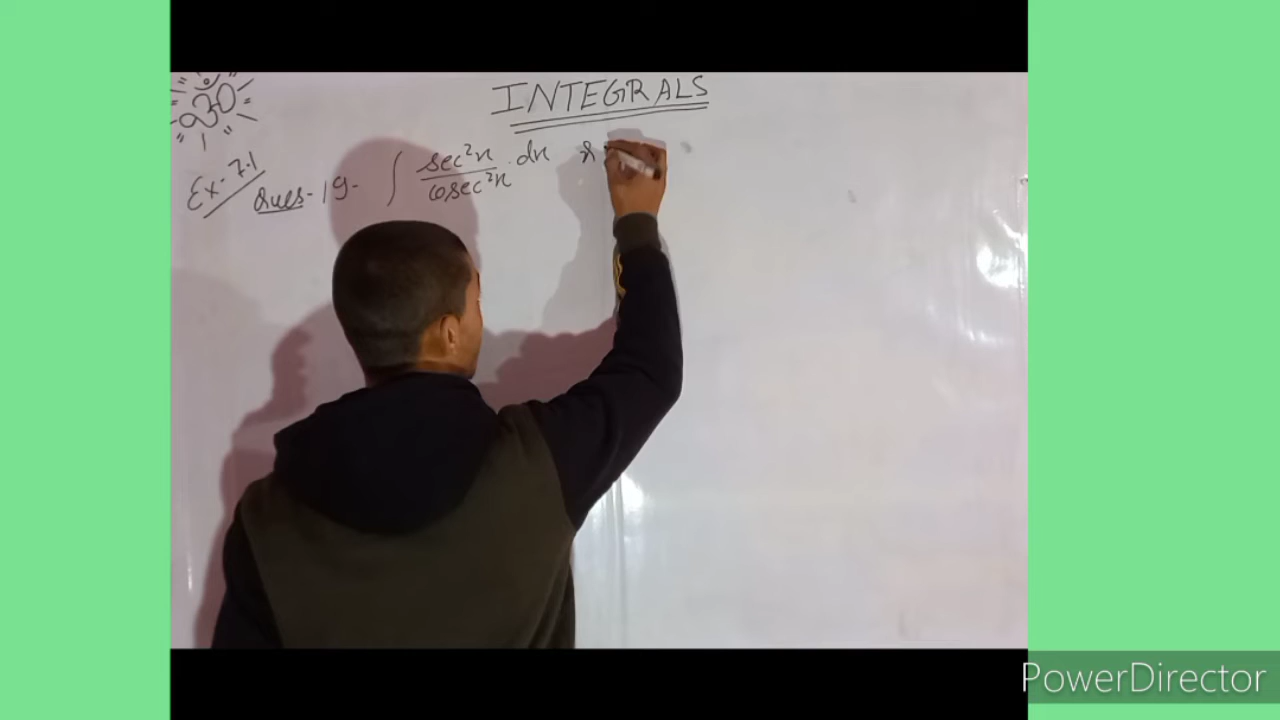 INTEGRALS
Ex-7.1
Ques-19- ∫ sec²x/cosec²x . dx
PowerDirector